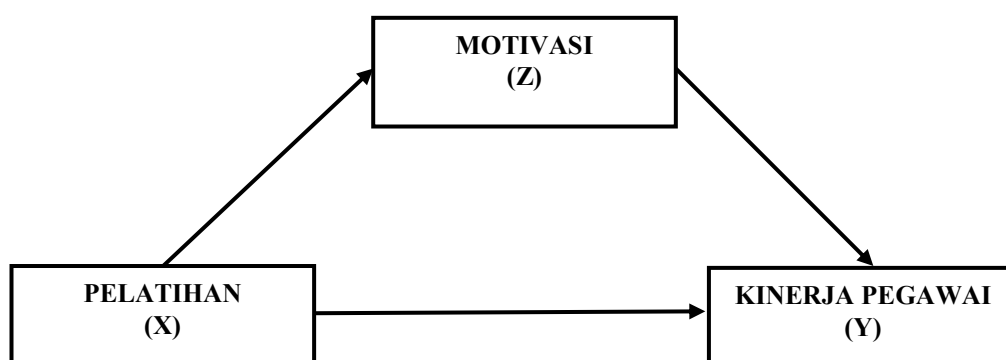 MOTIVASI
(Z)
PELATIHAN
(X)
KINERJA PEGAWAI
(Y)